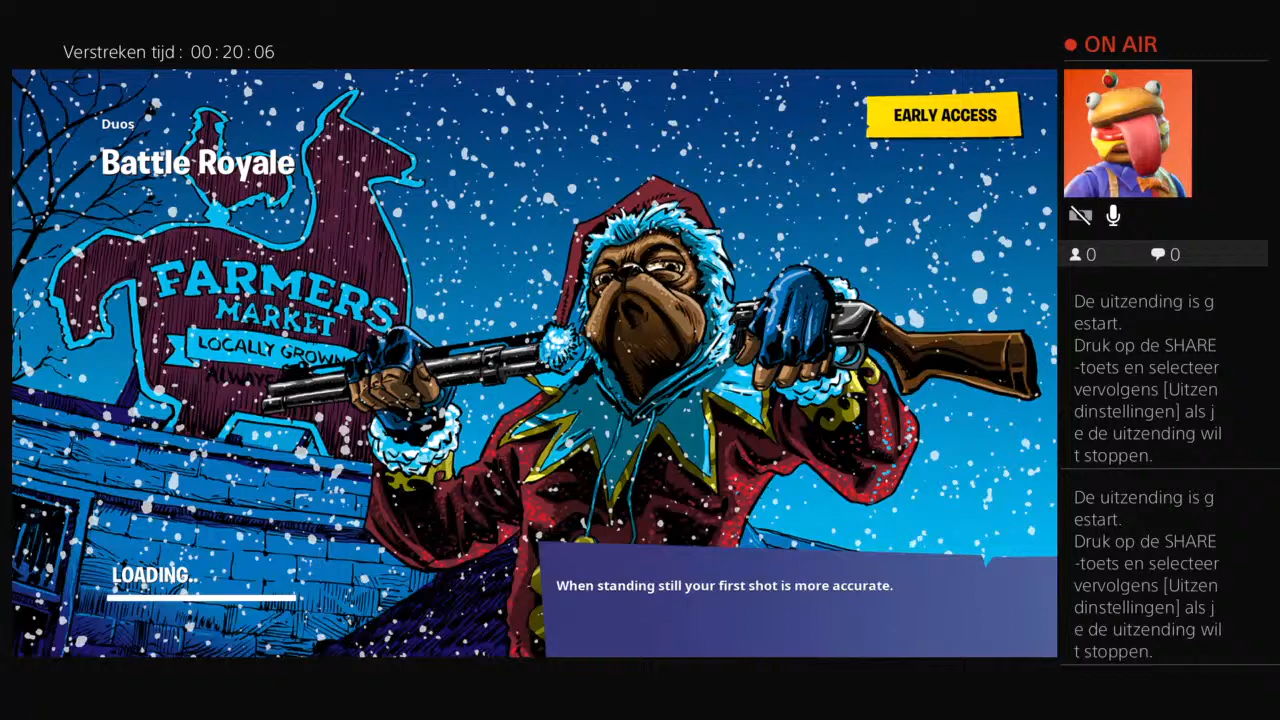 Verstreken tijd : 00 : 20 : 06
ON AIR
Duos
Battle Royale
EARLY ACCESS
FARMERS
MARKET
LOCALLY GROWN
ALWAYS
LOADING..
When standing still your first shot is more accurate.
0 0
De uitzending is g
estart.
Druk op de SHARE
-toets en selecteer
vervolgens [Uitzen
dinstellingen] als j
e de uitzending wil
t stoppen.
De uitzending is g
estart.
Druk op de SHARE
-toets en selecteer
vervolgens [Uitzen
dinstellingen] als j
e de uitzending wil
t stoppen.